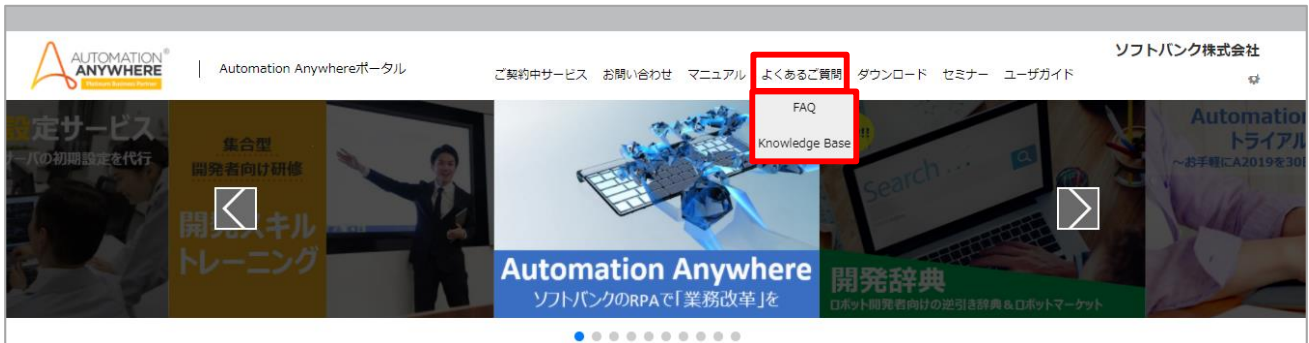 AUTOMATION®
ANYWHERE
Platinum Business Partner
Automation Anywhereポータル
ソフトバンク株式会社
ご契約中サービス お問い合わせ マニュアル よくあるご質問 ダウンロード セミナー ユーザガイド
FAQ
Knowledge Base
設定サービス
ーバの初期設定を代行
集合型
開発者向け研修
開発スキル
トレーニング
Automation Anywhere
ソフトバンクのRPAで「業務改革」を
!!
Search...
開発辞典
ロボット開発者向けの逆引き辞典&ロボットマーケット
Automation
トライアル
~お手軽にA2019を30